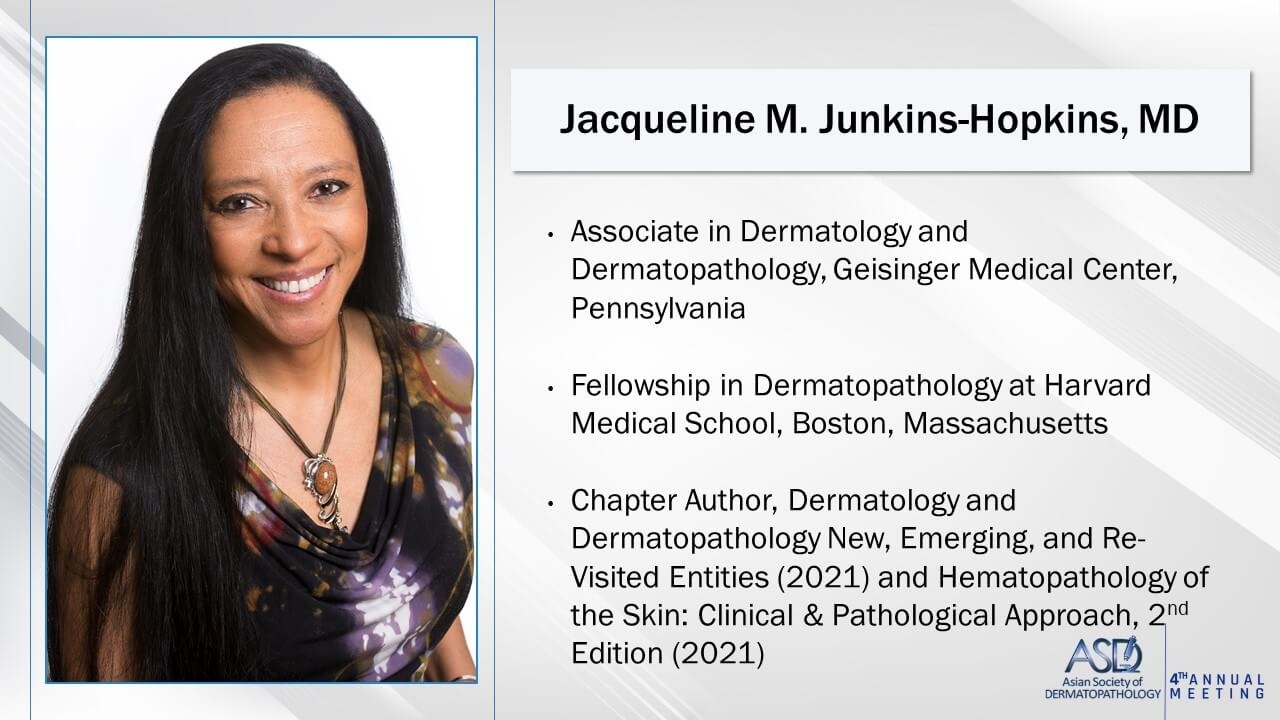 Jacqueline M. Junkins-Hopkins, MD
• Associate in Dermatology and
Dermatopathology, Geisinger Medical Center,
Pennsylvania
• Fellowship in Dermatopathology at Harvard
Medical School, Boston, Massachusetts
• Chapter Author, Dermatology and
Dermatopathology New, Emerging, and Re-
Visited Entities (2021) and Hematopathology of
the Skin: Clinical & Pathological Approach, 2nd
Edition (2021)
ASD
Asian Society of
DERMATOPATHOLOGY
4TH ANNUAL
MEETING